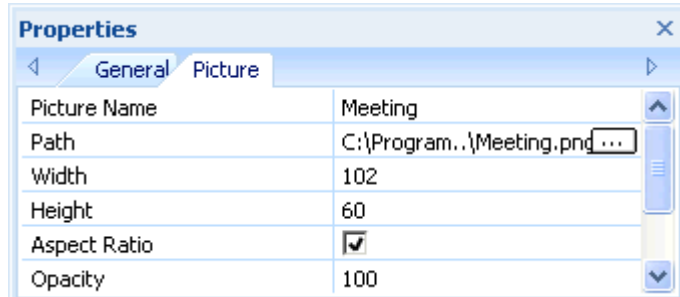 Properties
General Picture
Picture Name Meeting
Path C:\Program..\Meeting.png ...
Width 102
Height 60
Aspect Ratio
Opacity 100